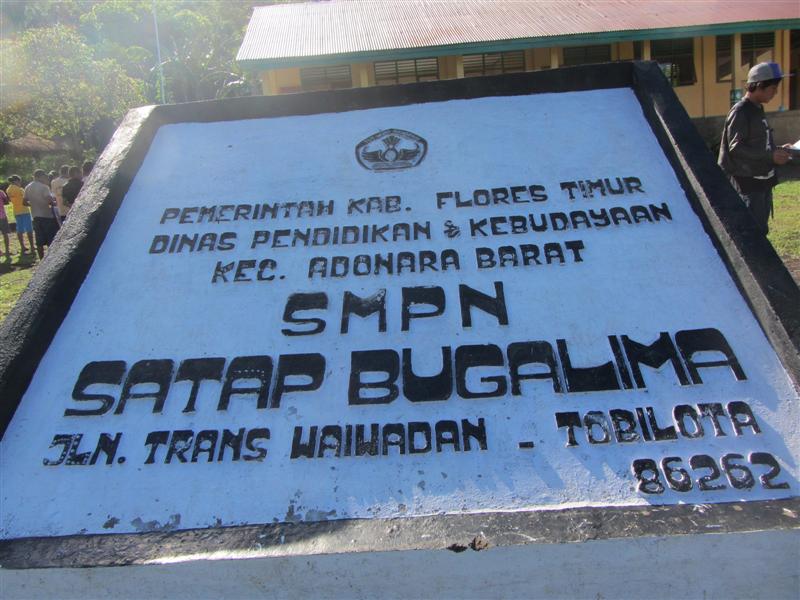 PEMERINTAH KAB. FLORES TIMUR
DINAS PENDIDIKAN & KEBUDAYAAN
KEC. ADONARA BARAT
SMPN
SATAP BUGALIMA
JLN. TRANS WAIWADAN - TOBILOTA
86262